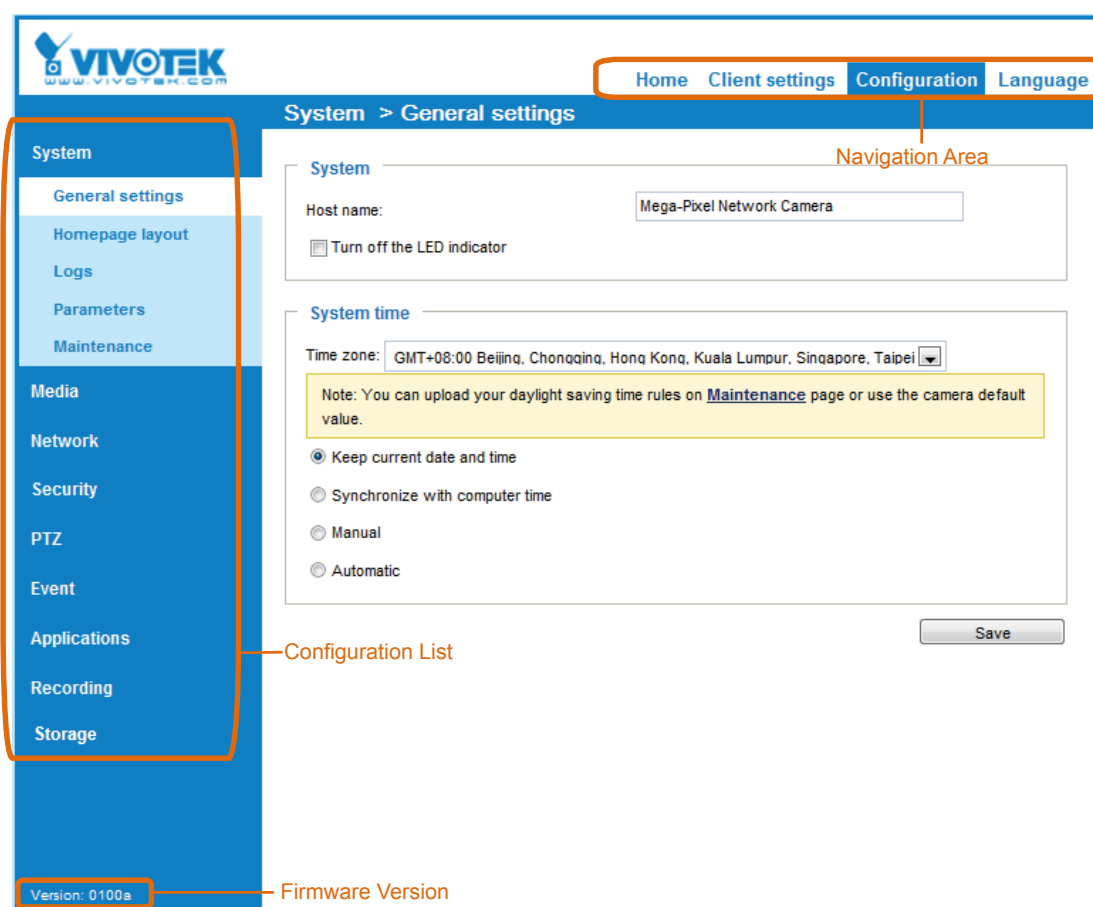 VIVOTEK
www.vivotek.com
Home Client settings Configuration Language
System > General settings
Navigation Area
System
General settings
Homepage layout
Logs
Parameters
Maintenance
Media
Network
Security
PTZ
Event
Applications
Recording
Storage
Configuration List
Version: 0100a
Firmware Version
System
Host name: Mega-Pixel Network Camera
Turn off the LED indicator
System time
Time zone: GMT+08:00 Beijing, Chongqing, Hong Kong, Kuala Lumpur, Singapore, Taipei
Note: You can upload your daylight saving time rules on Maintenance page or use the camera default
value.
Keep current date and time
Synchronize with computer time
Manual
Automatic
Save